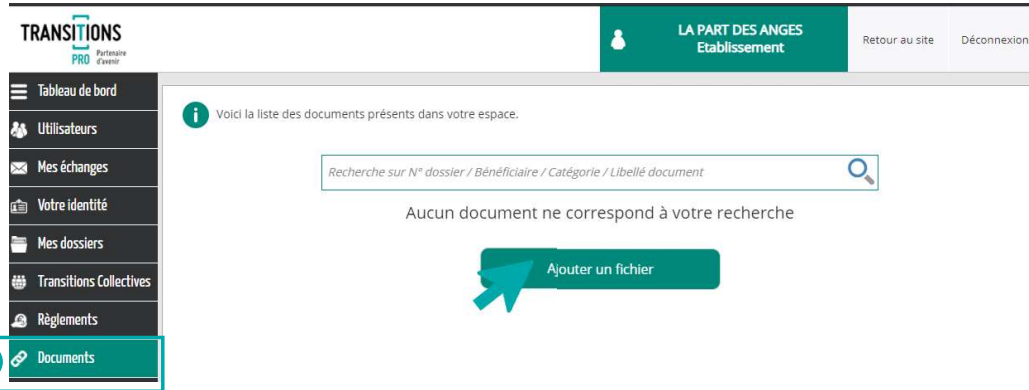 TRANSITIONS
PRO Partenaire d'avenir
LA PART DES ANGES
Etablissement
Retour au site
Déconnexion
Tableau de bord
Utilisateurs
Mes échanges
Votre identité
Mes dossiers
Transitions Collectives
Règlements
Documents
Voici la liste des documents présents dans votre espace.
Recherche sur N° dossier / Bénéficiaire / Catégorie / Libellé document
Aucun document ne correspond à votre recherche
Ajouter un fichier